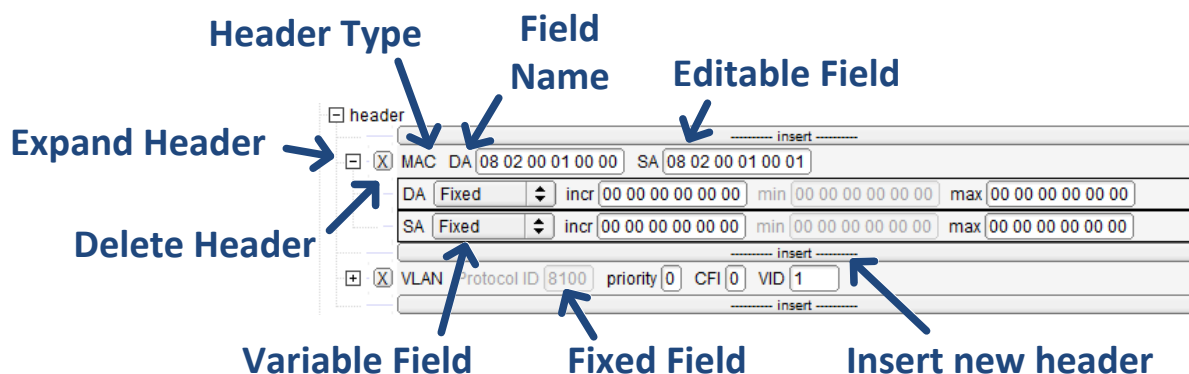 Header Type
Field
Name
Editable Field
Expand Header
header
---------- insert ----------
X MAC DA 08 02 00 01 00 00 SA 08 02 00 01 00 01
DA Fixed incr 00 00 00 00 00 00 min 00 00 00 00 00 00 max 00 00 00 00 00 00
SA Fixed incr 00 00 00 00 00 00 min 00 00 00 00 00 00 max 00 00 00 00 00 00
Delete Header
---------- insert ----------
X VLAN Protocol ID 8100 priority 0 CFI 0 VID 1
---------- insert ----------
Variable Field
Fixed Field
Insert new header